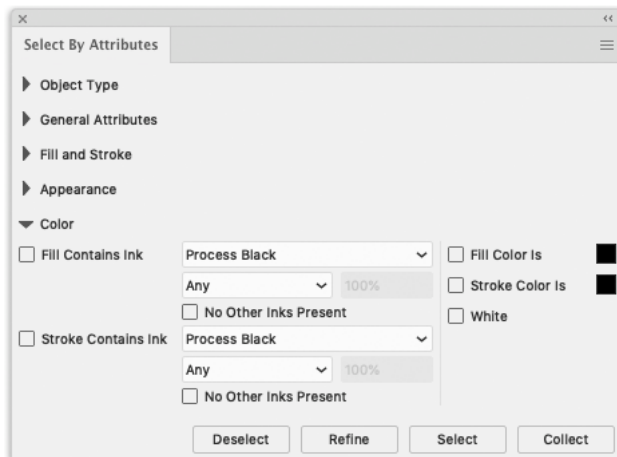 Select By Attributes
Object Type
General Attributes
Fill and Stroke
Appearance
Color
Fill Contains Ink
Process Black
Any
100%
No Other Inks Present
Stroke Contains Ink
Process Black
Any
100%
No Other Inks Present
Fill Color Is
Stroke Color Is
White
Deselect
Refine
Select
Collect